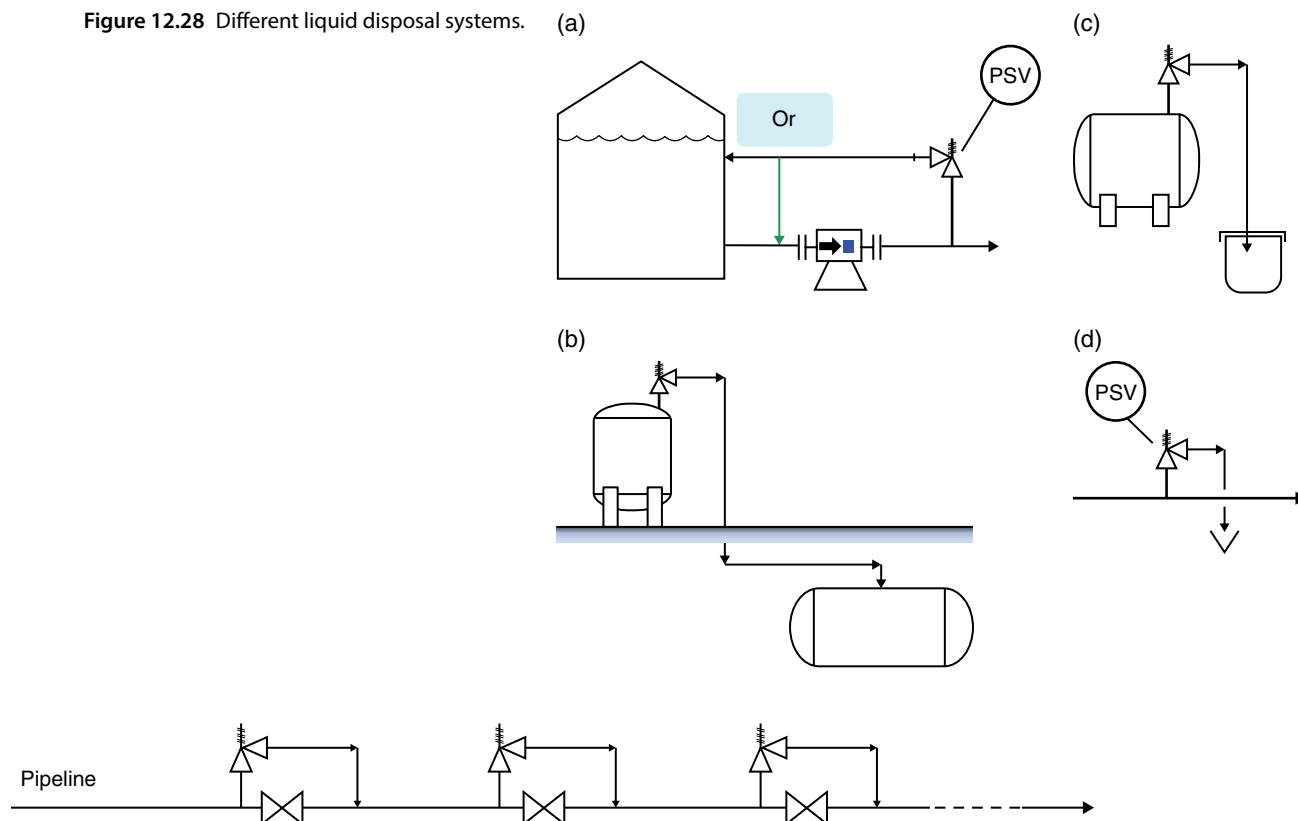 Figure 12.28 Different liquid disposal systems.
(a)
(c)
PSV
Or
(b)
(d)
PSV
Pipeline